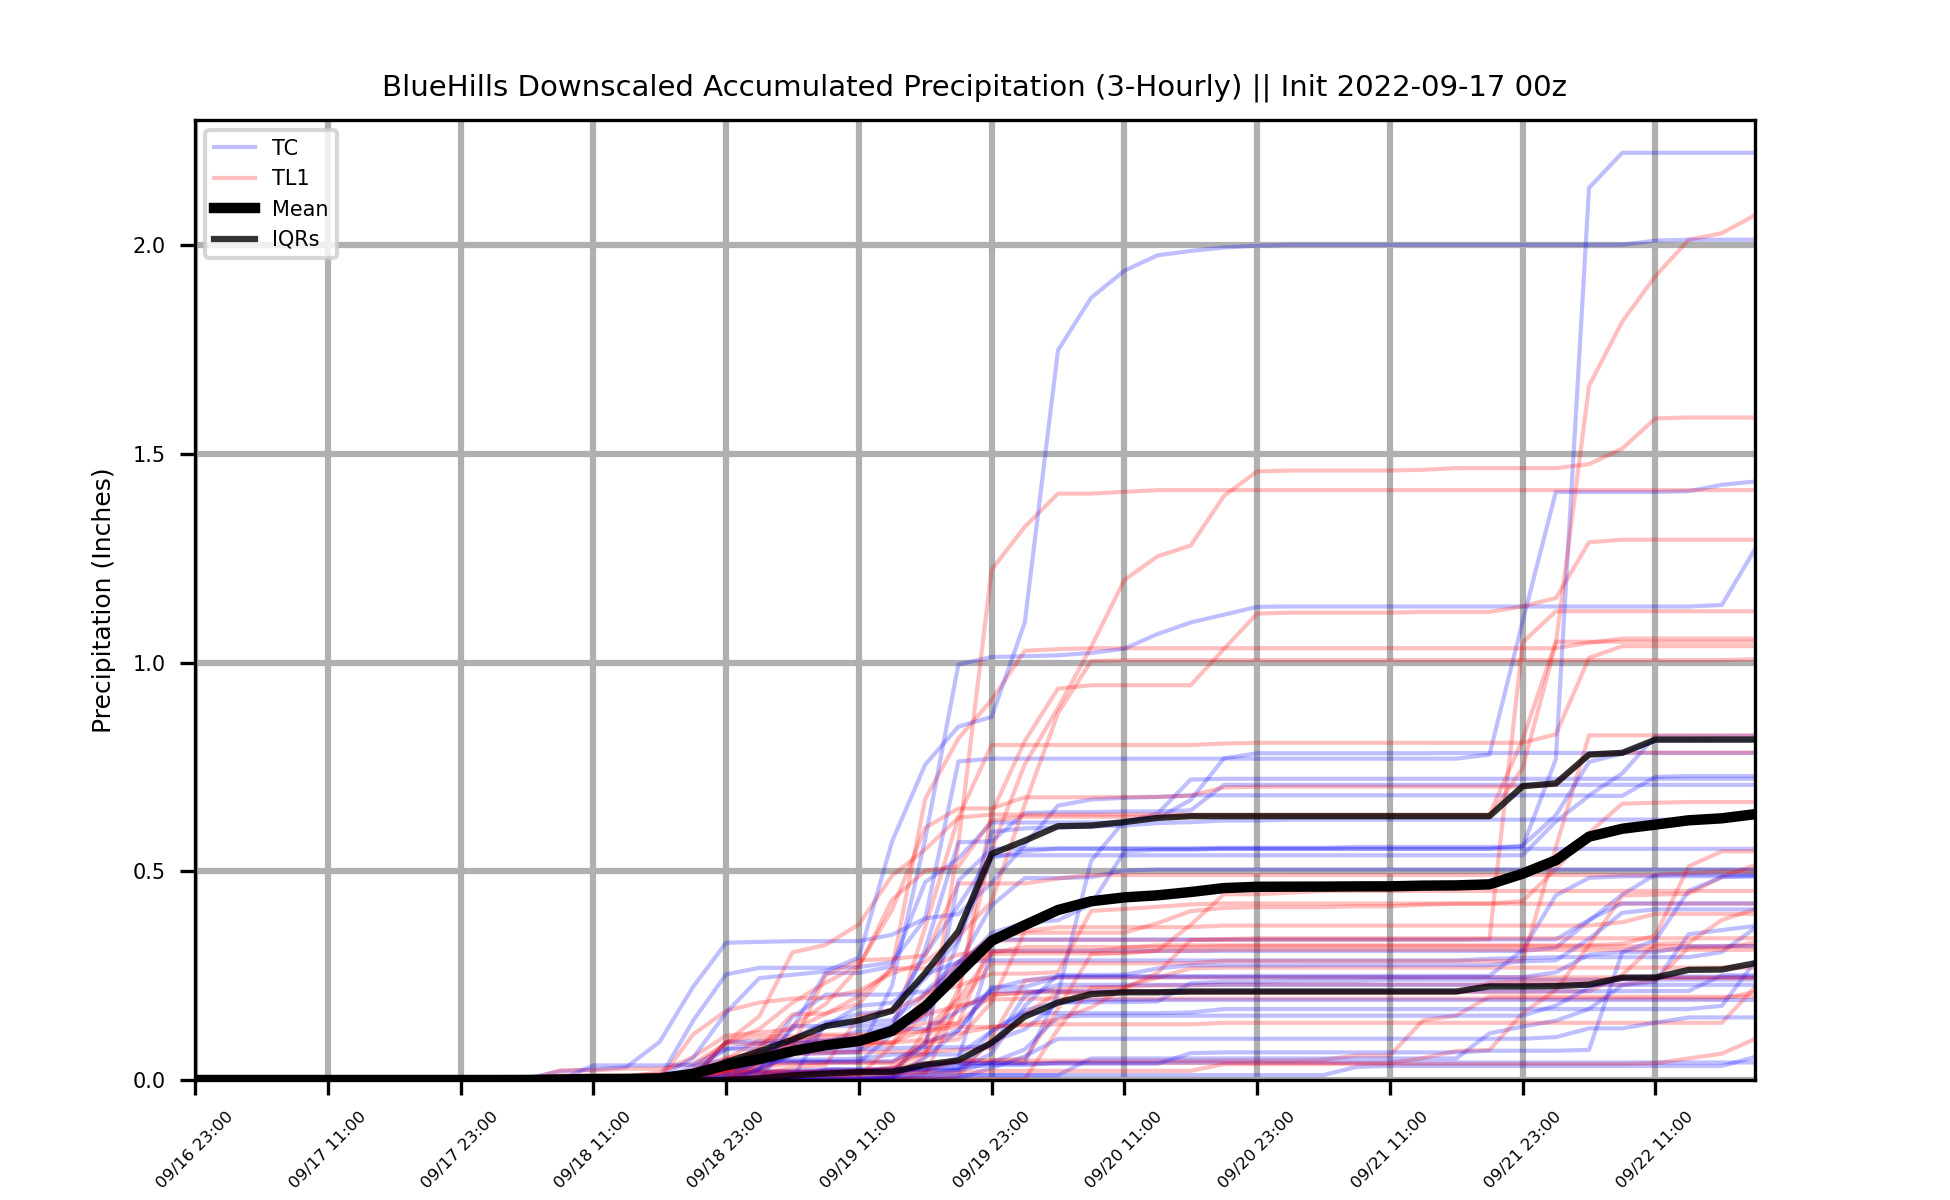 BlueHills Downscaled Accumulated Precipitation (3-Hourly) || Init 2022-09-17 00z
TC
TL1
Mean
IQRs
Precipitation (Inches)
2.0
1.5
1.0
0.5
0.0
09/16 23:00
09/17 11:00
09/17 23:00
09/18 11:00
09/18 23:00
09/19 11:00
09/19 23:00
09/20 11:00
09/20 23:00
09/21 11:00
09/21 23:00
09/22 11:00